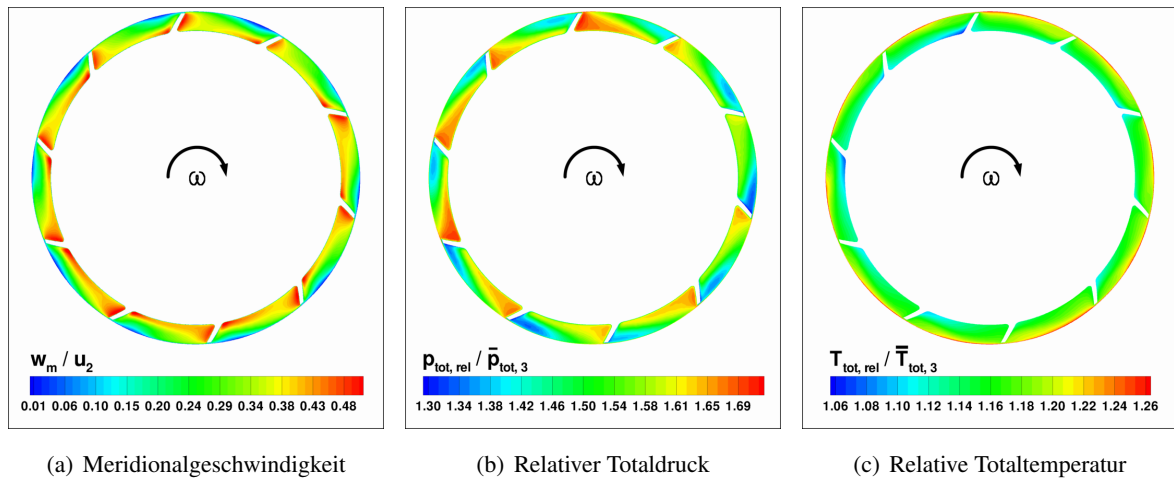 ω
ω
ω
w_m / u_2
0.01 0.06 0.10 0.15 0.20 0.24 0.29 0.34 0.38 0.43 0.48
p_tot, rel / p̄_tot, 3
1.30 1.34 1.38 1.42 1.46 1.50 1.54 1.58 1.61 1.65 1.69
T_tot, rel / T̿_tot, 3
1.06 1.08 1.10 1.12 1.14 1.16 1.18 1.20 1.22 1.24 1.26
(a) Meridionalgeschwindigkeit
(b) Relativer Totaldruck
(c) Relative Totaltemperatur